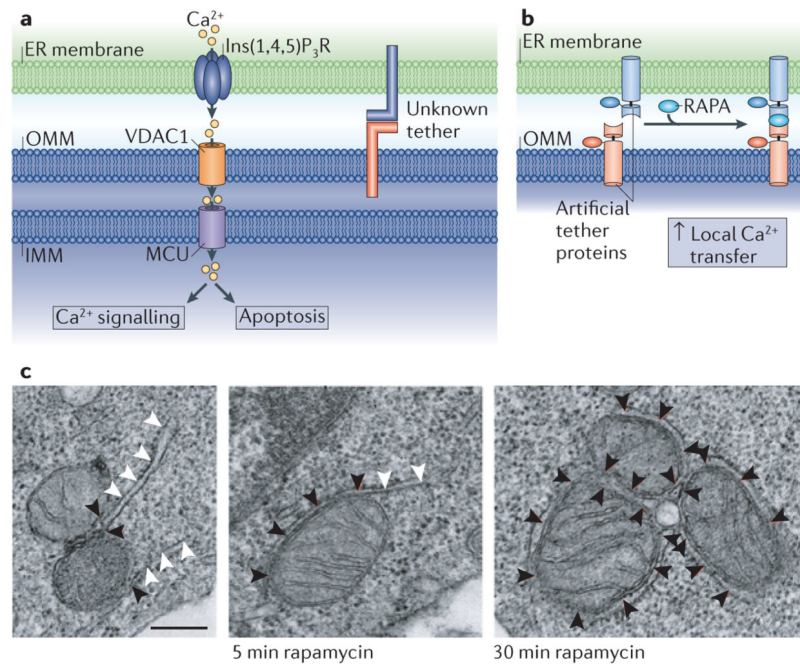 a
Ca²⁺
ER membrane
Ins(1,4,5)P₃R
Unknown
tether
OMM
VDAC1
IMM
MCU
Ca²⁺ signalling
Apoptosis
b
ER membrane
RAPA
OMM
Artificial
tether
proteins
↑ Local Ca²⁺
transfer
c
5 min rapamycin
30 min rapamycin